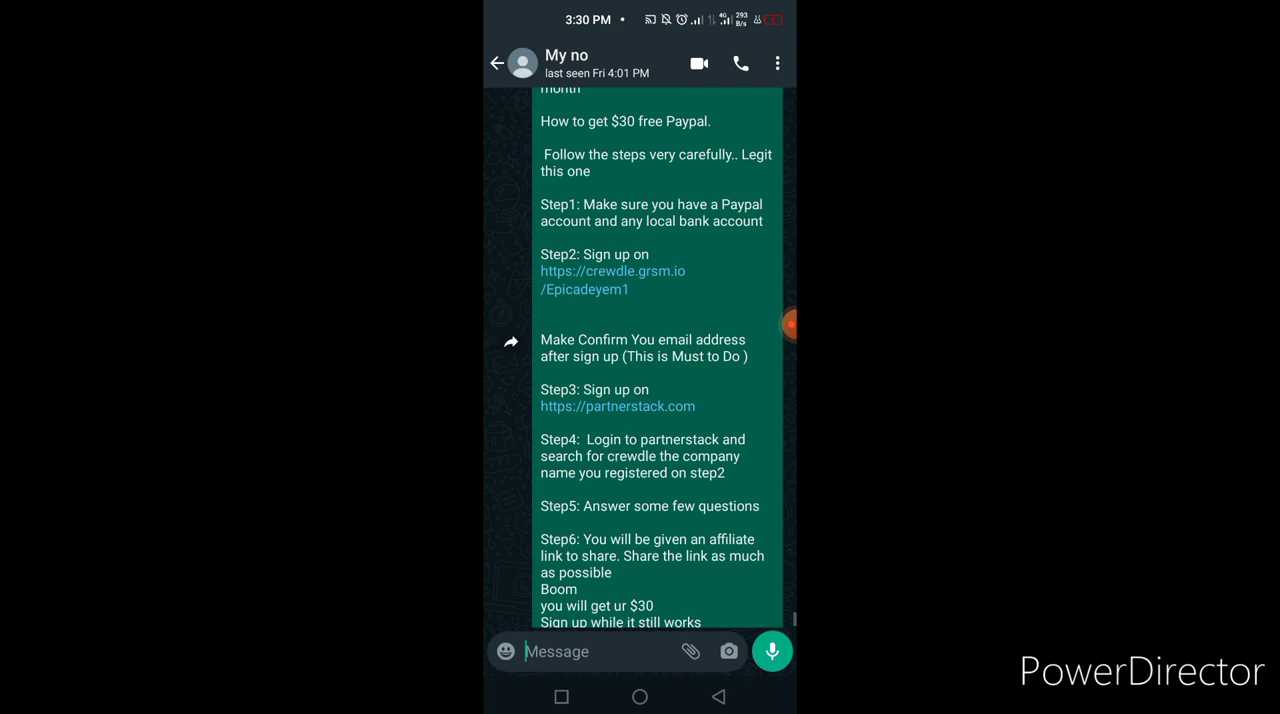 3:30 PM • 4G 293 B/s
My no
last seen Fri 4:01 PM
month
How to get $30 free Paypal.
Follow the steps very carefully.. Legit
this one
Step1: Make sure you have a Paypal
account and any local bank account
Step2: Sign up on
https://crewdle.grsm.io
/Epicadeyem1
Make Confirm You email address
after sign up (This is Must to Do )
Step3: Sign up on
https://partnerstack.com
Step4:  Login to partnerstack and
search for crewdle the company
name you registered on step2
Step5: Answer some few questions
Step6: You will be given an affiliate
link to share. Share the link as much
as possible
Boom
you will get ur $30
Sign up while it still works
Message
PowerDirector